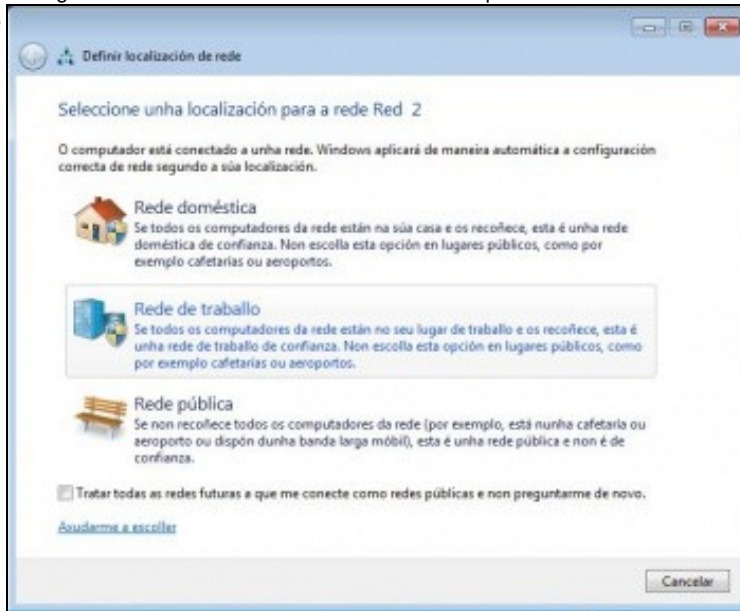 Definir localización de rede
Seleccione unha localización para a rede Red 2
O computador está conectado a unha rede. Windows aplicará de maneira automática a configuración
correcta de rede segundo a súa localización.
Rede doméstica
Se todos os computadores da rede están na súa casa e os recoñece, esta é unha rede
doméstica de confianza. Non escolla esta opción en lugares públicos, como por
exemplo cafetarías ou aeroportos.
Rede de traballo
Se todos os computadores da rede están no seu lugar de traballo e os recoñece, esta é
unha rede de traballo de confianza. Non escolla esta opción en lugares públicos, como
por exemplo cafetarías ou aeroportos.
Rede pública
Se non recoñece todos os computadores da rede (por exemplo, está nunha cafetaría ou
aeroporto ou dispón dunha banda larga móbil), esta é unha rede pública e non é de
confianza.
Tratar todas as redes futuras a que me conecte como redes públicas e non preguntarme de novo.
Axudarme a escoller
Cancelar